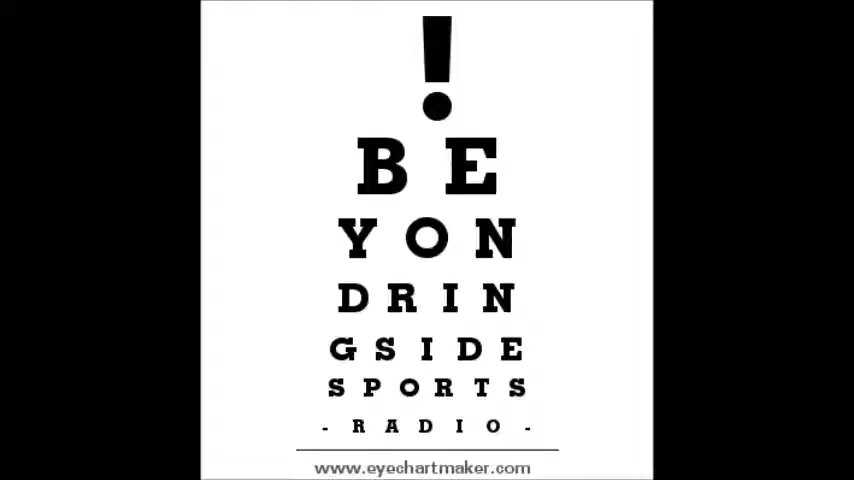 !
B E
Y O N
D R I N
G S I D E
S P O R T S
- R A D I O -
www.eyechartmaker.com